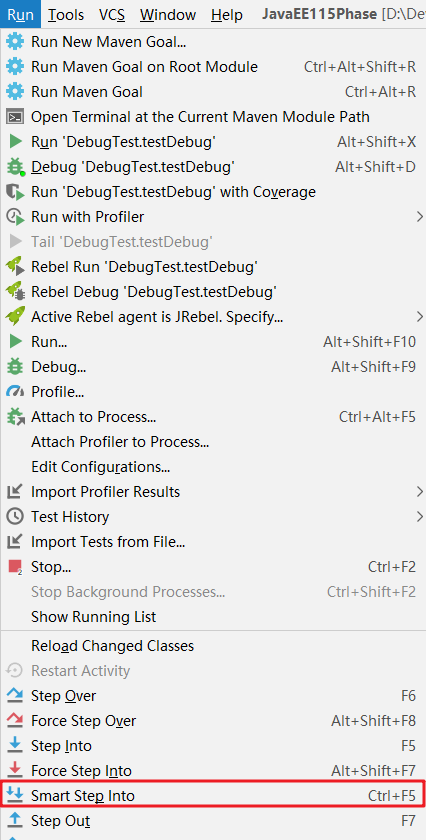 Run Tools VCS Window Help JavaEE115Phase [D:\De
Run New Maven Goal...
Run Maven Goal on Root Module Ctrl+Alt+Shift+R
Run Maven Goal Ctrl+Alt+R
Open Terminal at the Current Maven Module Path
Run 'DebugTest.testDebug' Alt+Shift+X
Debug 'DebugTest.testDebug' Alt+Shift+D
Run 'DebugTest.testDebug' with Coverage
Run with Profiler
Tail 'DebugTest.testDebug'
Rebel Run 'DebugTest.testDebug'
Rebel Debug 'DebugTest.testDebug'
Active Rebel agent is JRebel. Specify...
Run... Alt+Shift+F10
Debug... Alt+Shift+F9
Profile...
Attach to Process... Ctrl+Alt+F5
Attach Profiler to Process...
Edit Configurations...
Import Profiler Results
Test History
Import Tests from File...
Stop... Ctrl+F2
Stop Background Processes... Ctrl+Shift+F2
Show Running List
Reload Changed Classes
Restart Activity
Step Over F6
Force Step Over Alt+Shift+F8
Step Into F5
Force Step Into Alt+Shift+F7
Smart Step Into Ctrl+F5
Step Out F7